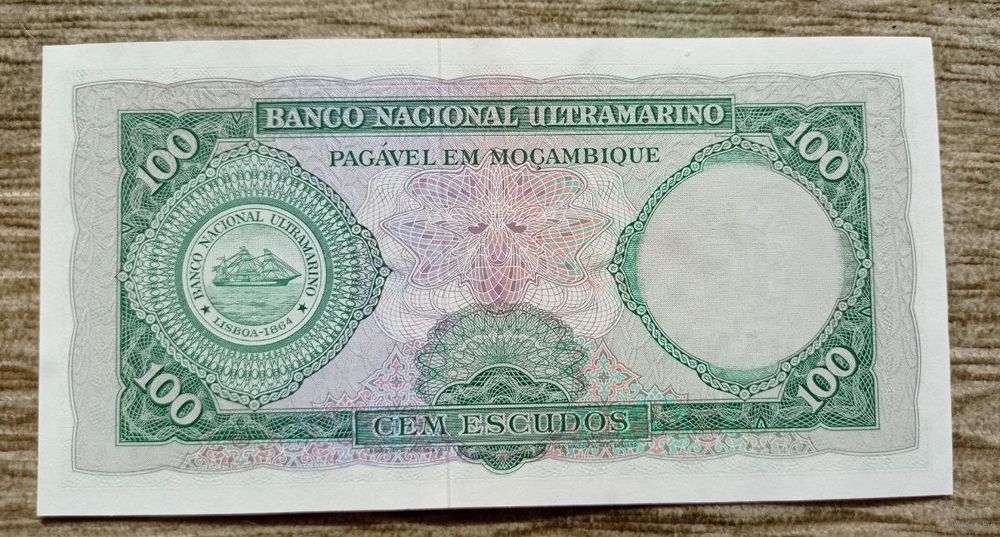 BANCO NACIONAL ULTRAMARINO
PAGÁVEL EM MOÇAMBIQUE
100
100
BANCO NACIONAL ULTRAMARINO
LISBOA-1864
100
100
CEM ESCUDOS